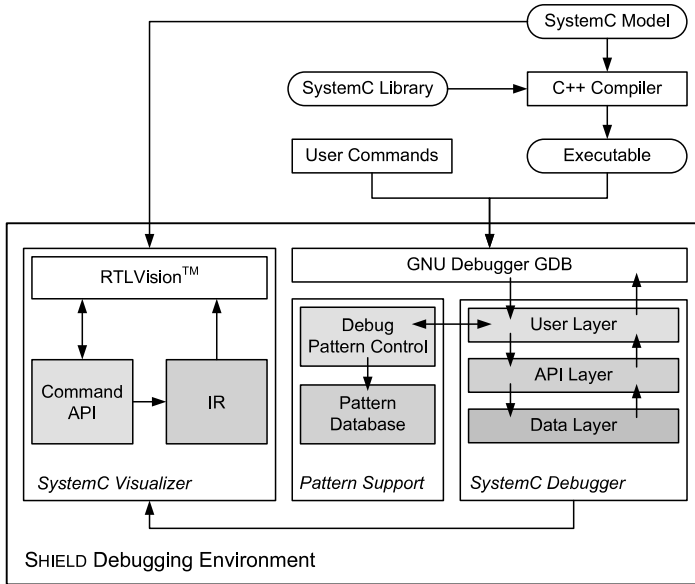 SystemC Model
SystemC Library
C++ Compiler
User Commands
Executable
RTLVision™
GNU Debugger GDB
Debug
Pattern Control
User Layer
Command
API
IR
API Layer
Pattern
Database
Data Layer
SystemC Visualizer
Pattern Support
SystemC Debugger
SHIELD Debugging Environment